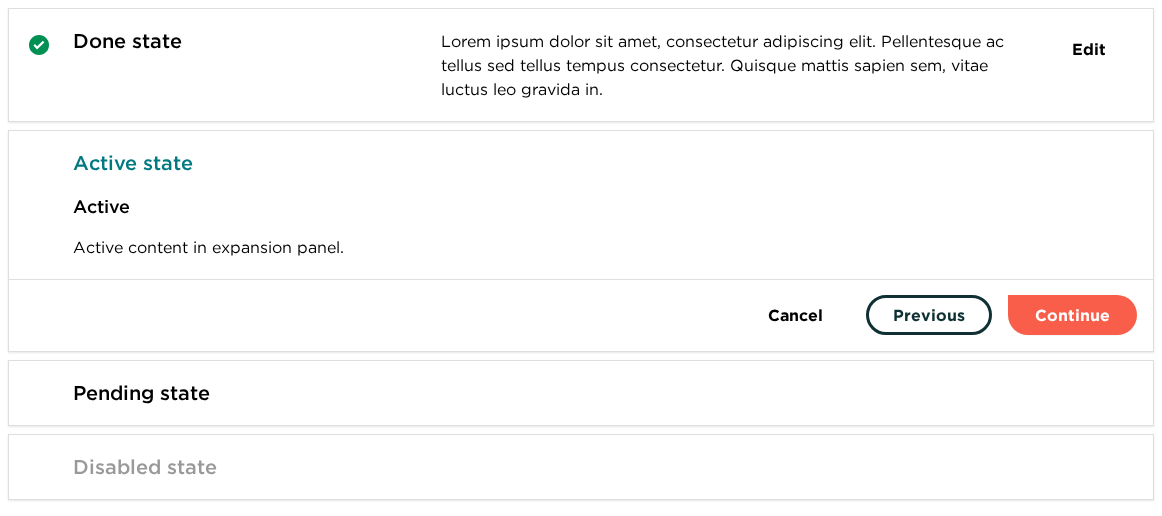 Done state
Lorem ipsum dolor sit amet, consectetur adipiscing elit. Pellentesque ac
tellus sed tellus tempus consectetur. Quisque mattis sapien sem, vitae
luctus leo gravida in.
Edit
Active state
Active
Active content in expansion panel.
Cancel
Previous
Continue
Pending state
Disabled state